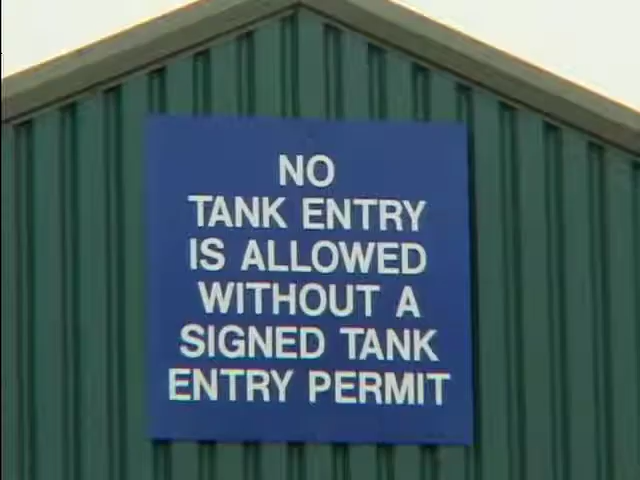 NO
TANK ENTRY
IS ALLOWED
WITHOUT A
SIGNED TANK
ENTRY PERMIT